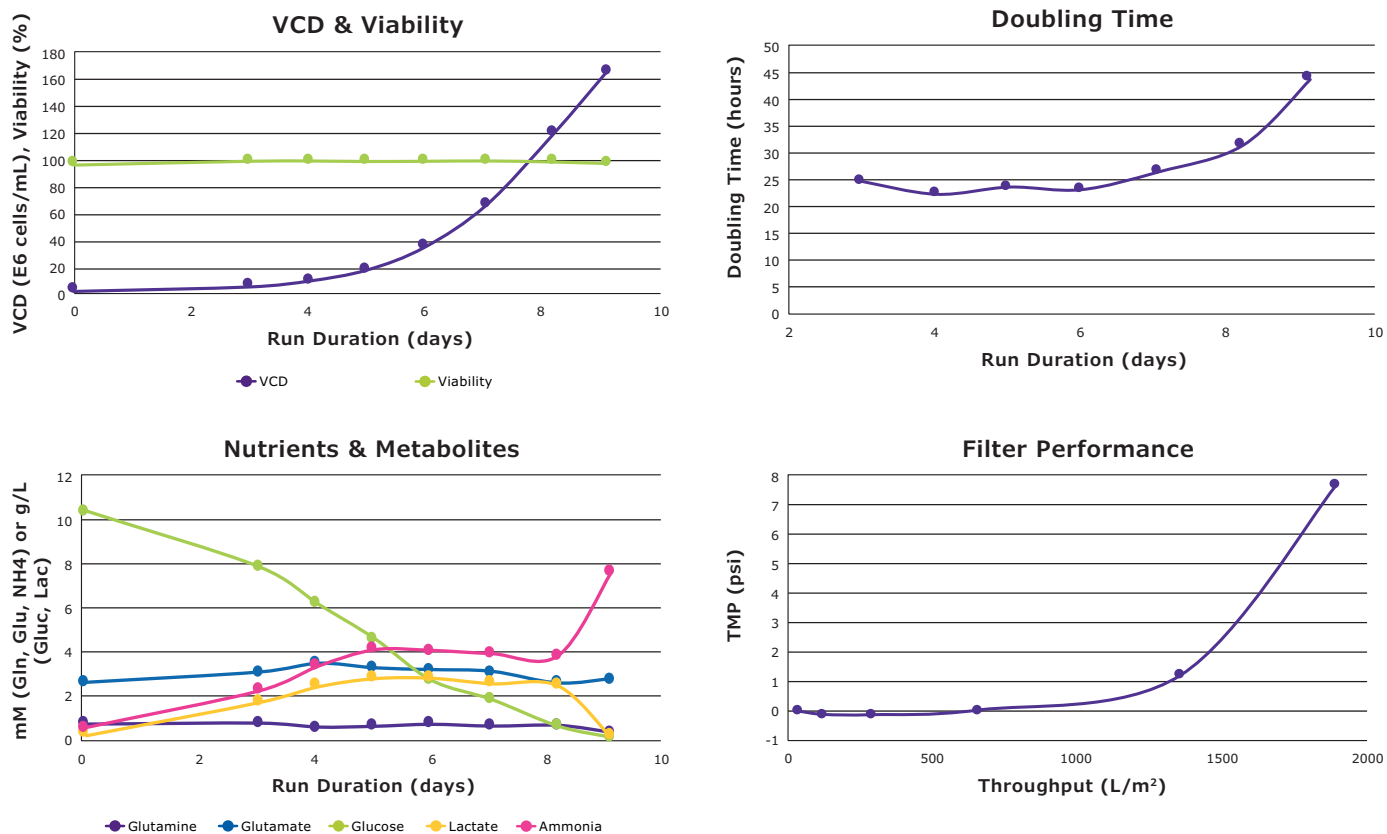 VCD & Viability
VCD (E6 cells/mL), Viability (%)
180
160
140
120
100
80
60
40
20
0
0 2 4 6 8 10
Run Duration (days)
VCD Viability
Doubling Time
Doubling Time (hours)
50
45
40
35
30
25
20
15
10
5
0
2 4 6 8 10
Run Duration (days)
Nutrients & Metabolites
mM (Gln, Glu, NH4) or g/L
(Gluc, Lac)
12
10
8
6
4
2
0
0 2 4 6 8 10
Run Duration (days)
Glutamine Glutamate Glucose Lactate Ammonia
Filter Performance
TMP (psi)
8
7
6
5
4
3
2
1
0
-1
0 500 1000 1500 2000
Throughput (L/m²)